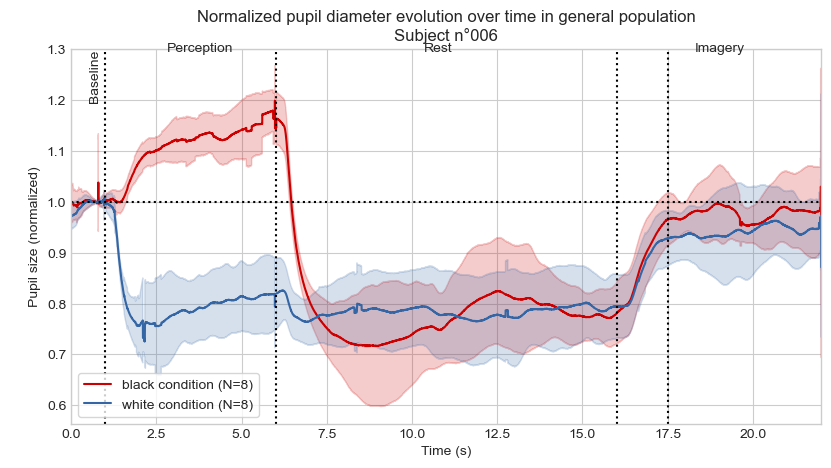 Normalized pupil diameter evolution over time in general population
Subject n°006
Baseline
Perception
Rest
Imagery
Pupil size (normalized)
1.3
1.2
1.1
1.0
0.9
0.8
0.7
0.6
black condition (N=8)
white condition (N=8)
0.0
2.5
5.0
7.5
10.0
12.5
15.0
17.5
20.0
Time (s)